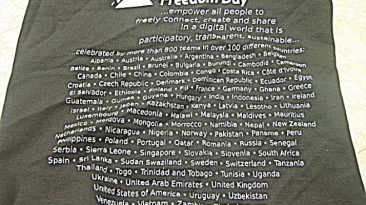 Freedom Day
...empower all people to
freely connect, create and share
in a digital world that is
participatory, transparent, sustainable...
...celebrated by more than 600 teams in over 100 different countries:
Albania • Austria • Australia • Argentina • Bangladesh • Belgium
Belize • Benin • Brazil • Brunei • Bulgaria • Burundi • Cambodia • Cameroon
Canada • Chile • China • Colombia • Congo • Costa Rica • Côte d'Ivoire
Croatia • Czech Republic • Denmark • Dominican Republic • Ecuador • Egypt
El Salvador • Ethiopia • Finland • Fiji • France • Germany • Ghana • Greece
Guatemala • Guyana • Hungary • India • Indonesia • Iran • Ireland
Israel • Italy • Japan • Kazakhstan • Kenya • Latvia • Lesotho • Lithuania
Luxembourg • Macedonia • Malawi • Malaysia • Maldives • Mauritius
Mexico • Moldova • Mongolia • Morocco • Namibia • Nepal • New Zealand
Netherlands • Nicaragua • Nigeria • Norway • Pakistan • Panama • Peru
Philippines • Poland • Portugal • Qatar • Romania • Russia • Senegal
Serbia • Sierra Leone • Singapore • Slovakia • Slovenia • South Africa
Spain • Sri Lanka • Sudan Swaziland • Sweden • Switzerland • Tanzania
Thailand • Togo • Trinidad and Tobago • Tunisia • Uganda
Ukraine • United Arab Emirates • United Kingdom
United States of America • Uruguay • Uzbekistan
Venezuela • Vietnam • Zambia